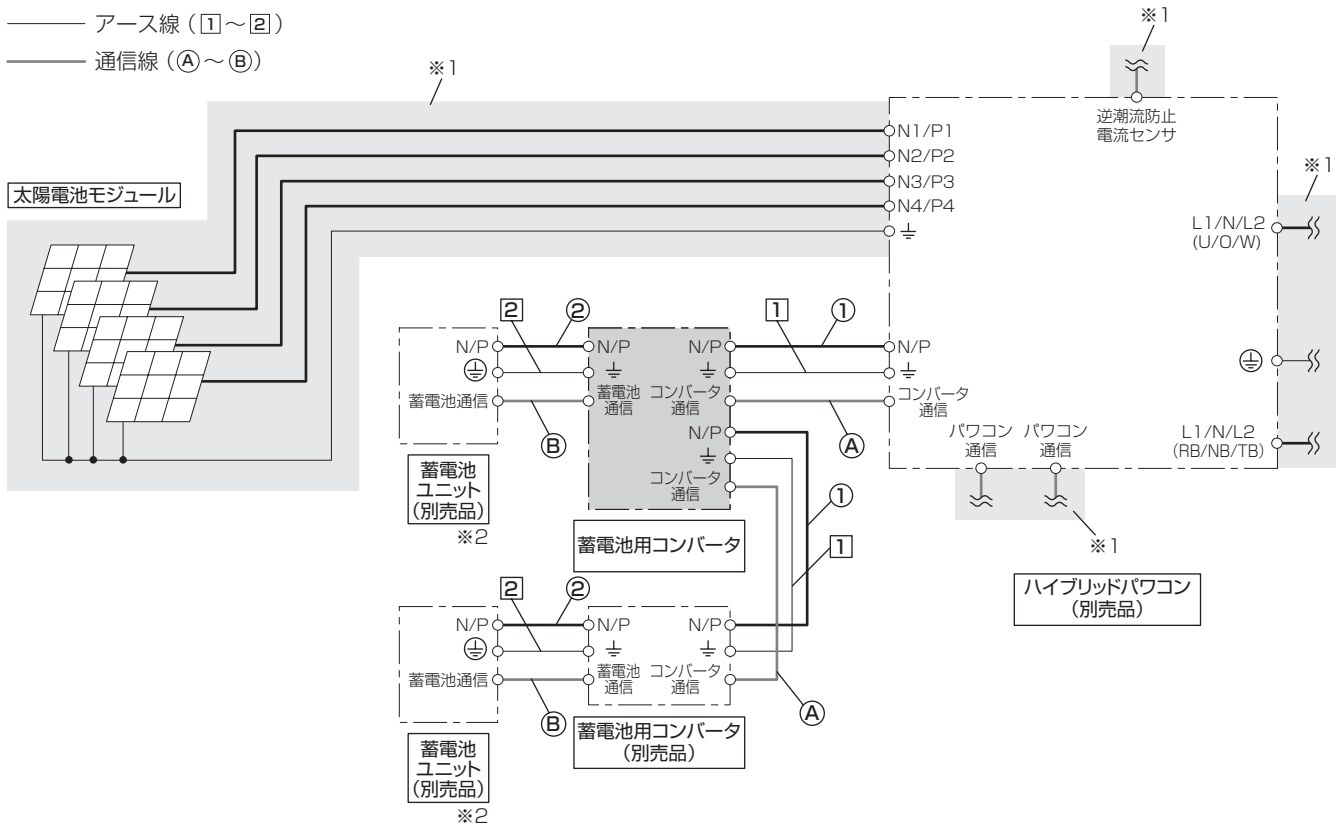 アース線（1～2）
通信線（Ⓐ～Ⓑ）
※1
※1
逆潮流防止
電流センサ
※1
太陽電池モジュール
N1/P1
N2/P2
N3/P3
N4/P4
L1/N/L2
(U/O/W)
2
②
1
①
N/P
N/P
N/P
N/P
蓄電池通信
蓄電池
通信
コンバータ
通信
コンバータ
通信
Ⓑ
Ⓐ
N/P
コンバータ
通信
パワコン
通信
パワコン
通信
L1/N/L2
(RB/NB/TB)
蓄電池
ユニット
(別売品)
※2
蓄電池用コンバータ
①
1
※1
ハイブリッドパワコン
(別売品)
2
②
N/P
N/P
N/P
蓄電池通信
蓄電池
通信
コンバータ
通信
Ⓑ
Ⓐ
蓄電池用コンバータ
(別売品)
蓄電池
ユニット
(別売品)
※2